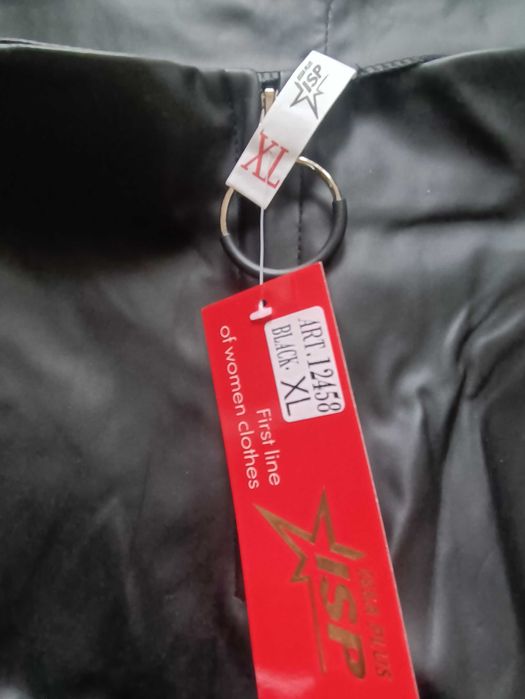 ISP
XL
ART.12458
BLACK.
XL
First line
of women clothes
ISP